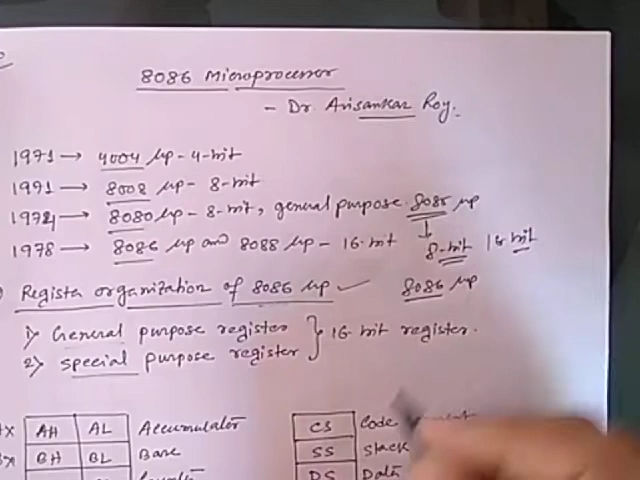 8086 Microprocessor
- Dr. Arisankar Roy.
1971 → 4004 μp - 4-bit
1971 → 8008 μp - 8-bit
1974 → 8080 μp - 8-bit, general purpose 8085 μp
1978 → 8086 μp and 8088 μp - 16-bit
8-bit 16 bit
Register organization of 8086 μp
8086 μp
1) General purpose register
2) special purpose register
} 16-bit register.
AH AL Accumulator
CS Code
BH BL Base
SS Stack
DS Data